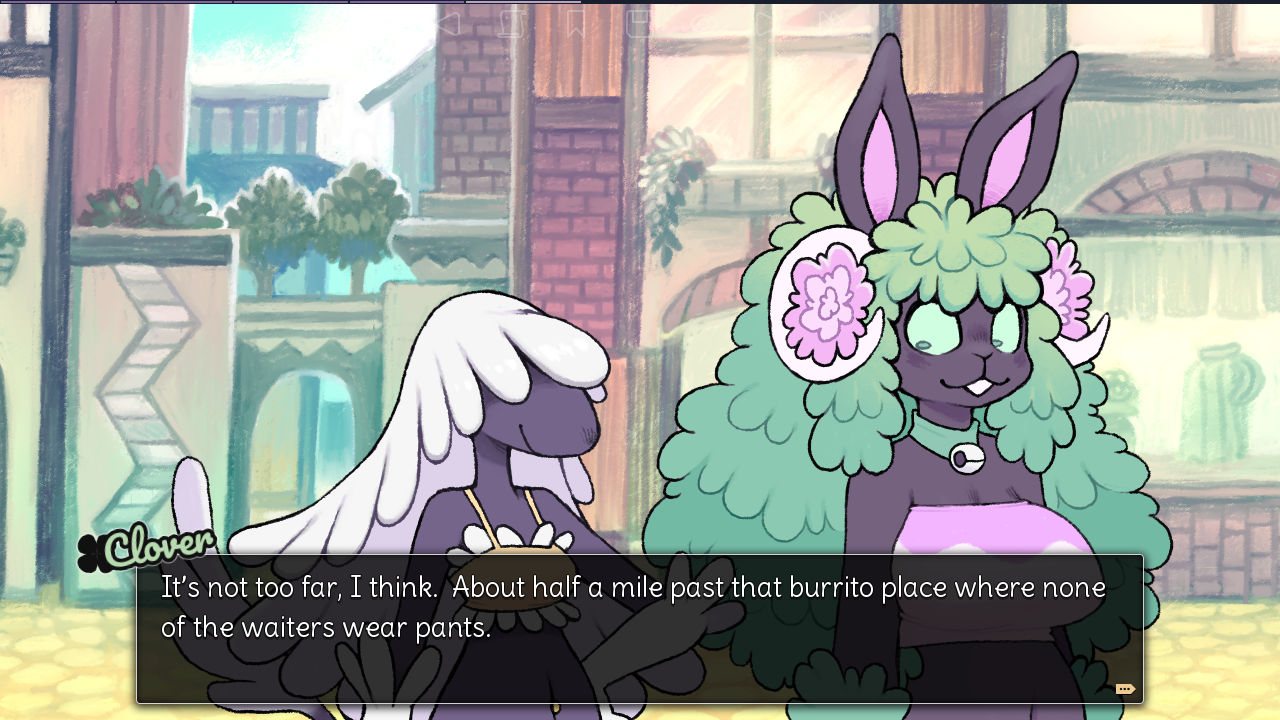 Clover
It's not too far, I think.  About half a mile past that burrito place where none
of the waiters wear pants.